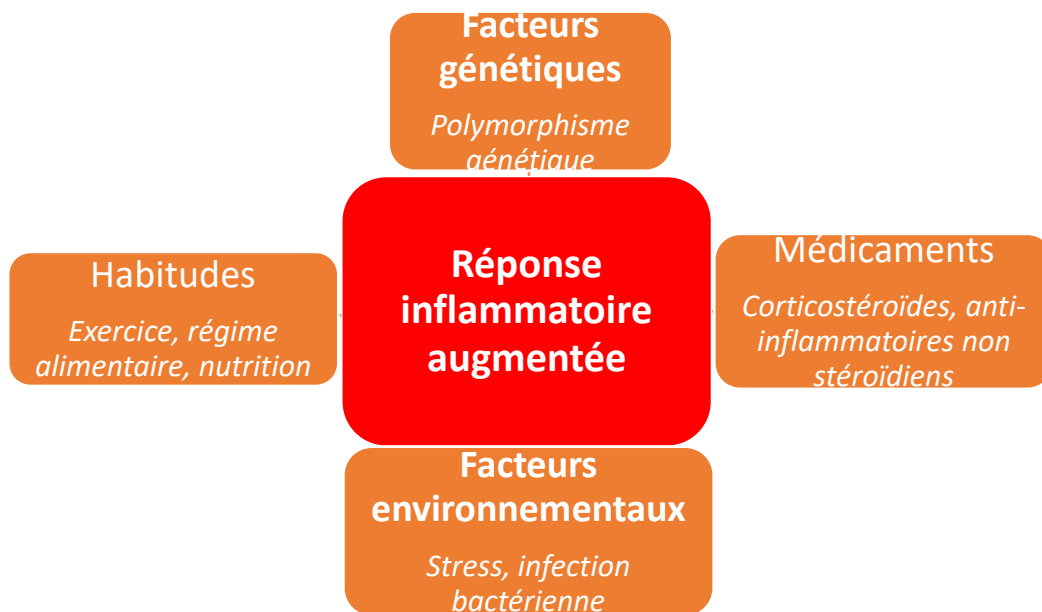 Facteurs
génétiques
Polymorphisme
génétique
Habitudes
Exercice, régime
alimentaire, nutrition
Réponse
inflammatoire
augmentée
Médicaments
Corticostéroïdes, anti-
inflammatoires non
stéroïdiens
Facteurs
environnementaux
Stress, infection
bactérienne